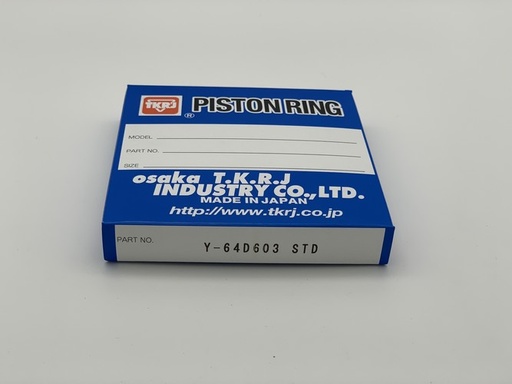 TKRJ
® PISTON RING
MODEL
PART NO.
SIZE
osaka T.K.R.J
INDUSTRY CO.,LTD.
MADE IN JAPAN
http://www.tkrj.co.jp
PART NO.
Y-64D603 STD